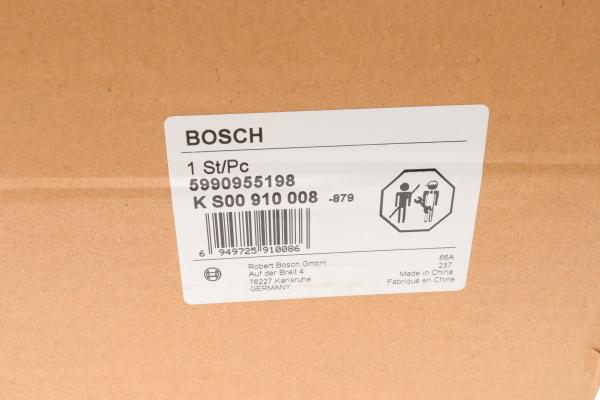 BOSCH
1 St/Pc
5990955198
K S00 910 008 -879
6 949725 910086
Robert Bosch GmbH
Auf der Breit 4
76227 Karlsruhe
GERMANY
66A
237
Made in China
Fabriqué en Chine